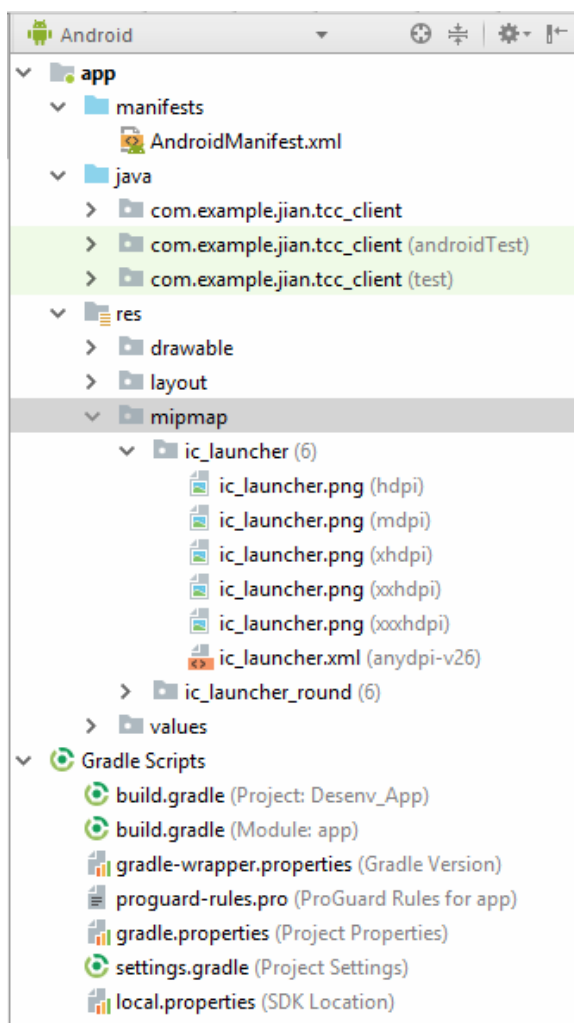 Android
app
manifests
AndroidManifest.xml
java
com.example.jian.tcc_client
com.example.jian.tcc_client (androidTest)
com.example.jian.tcc_client (test)
res
drawable
layout
mipmap
ic_launcher (6)
ic_launcher.png (hdpi)
ic_launcher.png (mdpi)
ic_launcher.png (xhdpi)
ic_launcher.png (xxhdpi)
ic_launcher.png (xxxhdpi)
ic_launcher.xml (anydpi-v26)
ic_launcher_round (6)
values
Gradle Scripts
build.gradle (Project: Desenv_App)
build.gradle (Module: app)
gradle-wrapper.properties (Gradle Version)
proguard-rules.pro (ProGuard Rules for app)
gradle.properties (Project Properties)
settings.gradle (Project Settings)
local.properties (SDK Location)